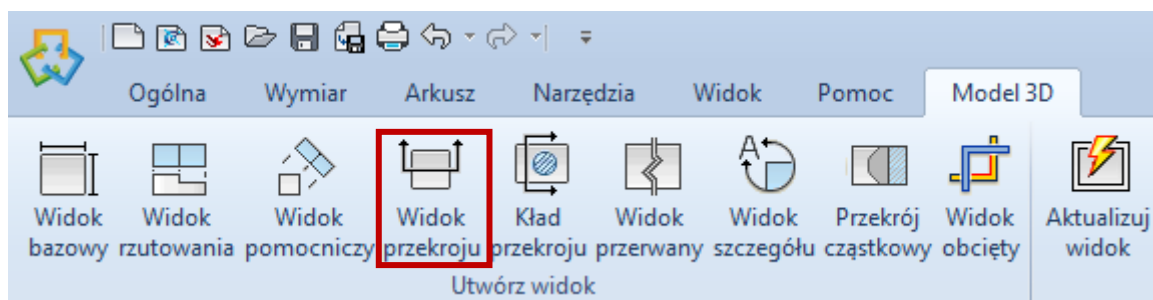 Ogólna Wymiar Arkusz Narzędzia Widok Pomoc Model 3D
A
Widok Widok Widok Widok Kład Widok Widok Przekrój Widok Aktualizuj
bazowy rzutowania pomocniczy przekroju przekroju przerwany szczegółu cząstkowy obcięty widok
Utwórz widok